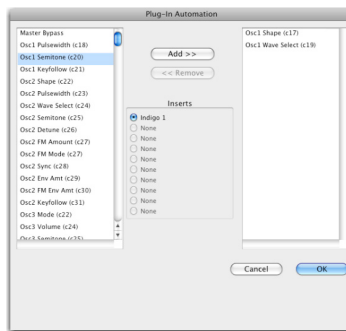 Plug-In Automation
Master Bypass
Osc1 Pulsewidth (c18)
Osc1 Semitone (c20)
Osc1 Keyfollow (c21)
Osc2 Shape (c22)
Osc2 Pulsewidth (c23)
Osc2 Wave Select (c24)
Osc2 Semitone (c25)
Osc2 Detune (c26)
Osc2 FM Amount (c27)
Osc2 FM Mode (c27)
Osc2 Sync (c28)
Osc2 Env Amt (c29)
Osc2 FM Env Amt (c30)
Osc2 Keyfollow (c31)
Osc3 Mode (c22)
Osc3 Volume (c24)
Osc3 Semitone (c25)
Add >>
<< Remove
Inserts
Indigo 1
None
None
None
None
None
None
None
None
None
Osc1 Shape (c17)
Osc1 Wave Select (c19)
Cancel
OK